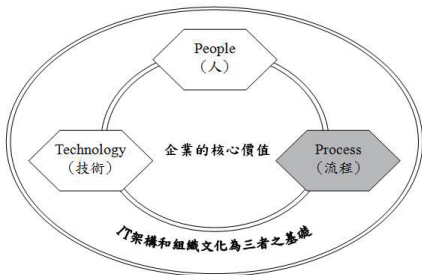 People
（人）
Technology
（技術）
企業的核心價值
Process
（流程）
IT架構和組織文化為三者之基礎